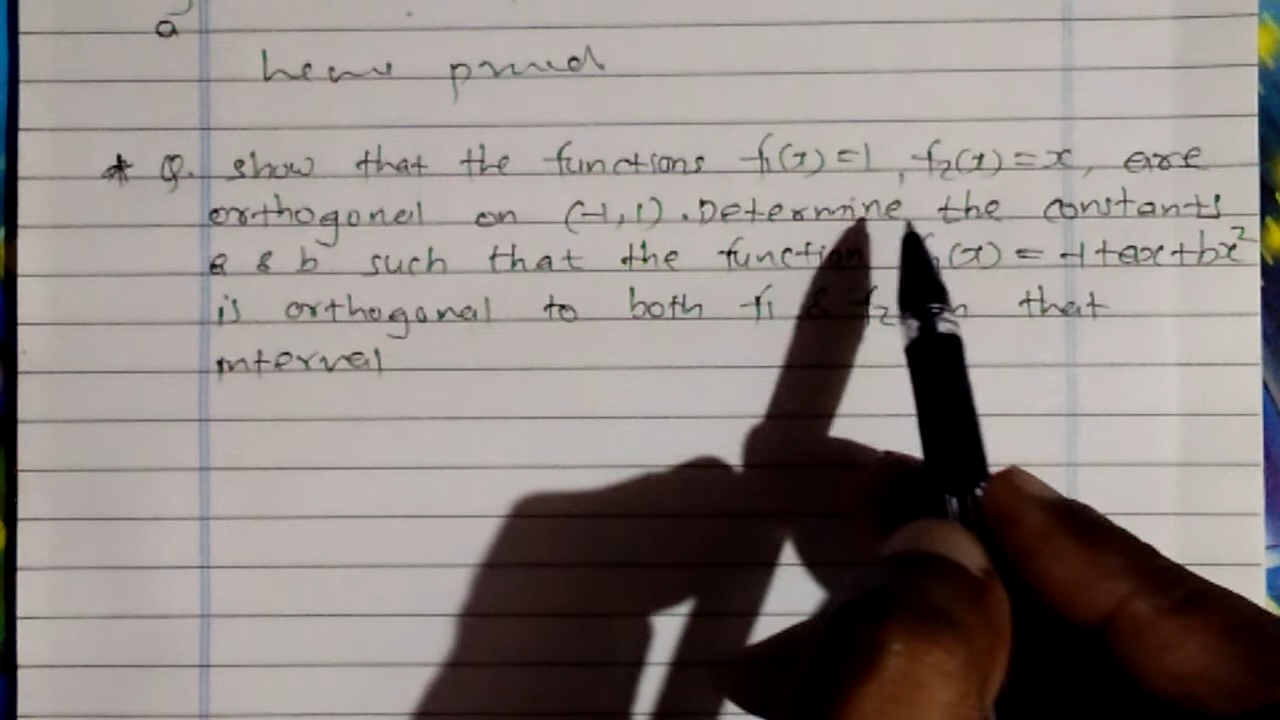 a
hence proved
* Q. show that the functions f₁(x) = 1, f₂(x) = x, are
orthogonal on (-1, 1). Determine the constants
a & b such that the function (x) = -1 + ax + bx²
is orthogonal to both f₁ & f₂ on that
interval